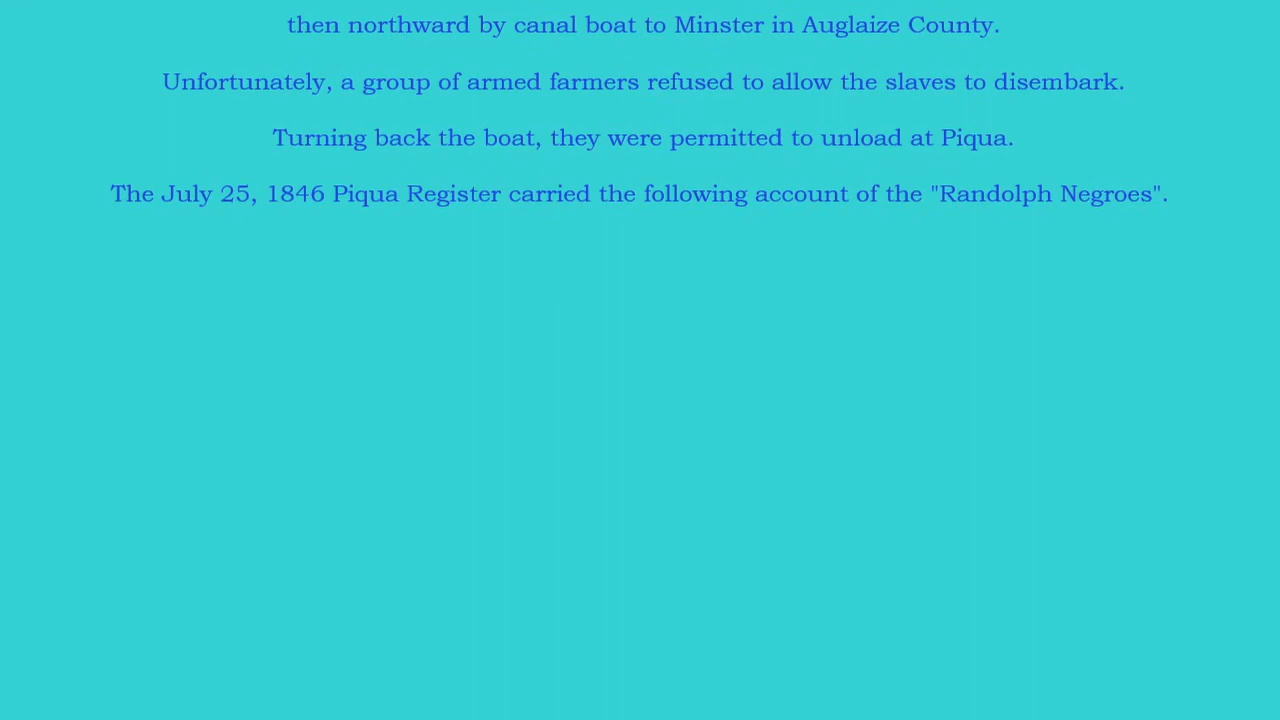 then northward by canal boat to Minster in Auglaize County.
Unfortunately, a group of armed farmers refused to allow the slaves to disembark.
Turning back the boat, they were permitted to unload at Piqua.
The July 25, 1846 Piqua Register carried the following account of the "Randolph Negroes".